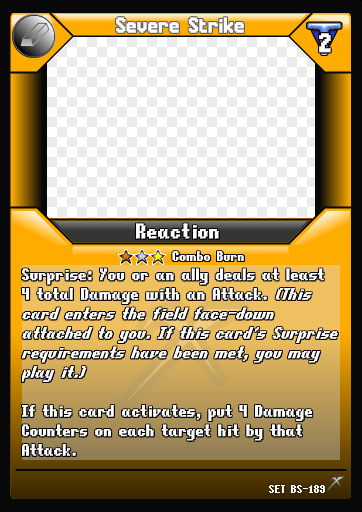 Severe Strike
2
Reaction
Combo Burn
Surprise: You or an ally deals at least
4 total Damage with an Attack. (This
card enters the field face-down
attached to you. If this card's Surprise
requirements have been met, you may
play it.)
If this card activates, put 4 Damage
Counters on each target hit by that
Attack.
SET BS-189